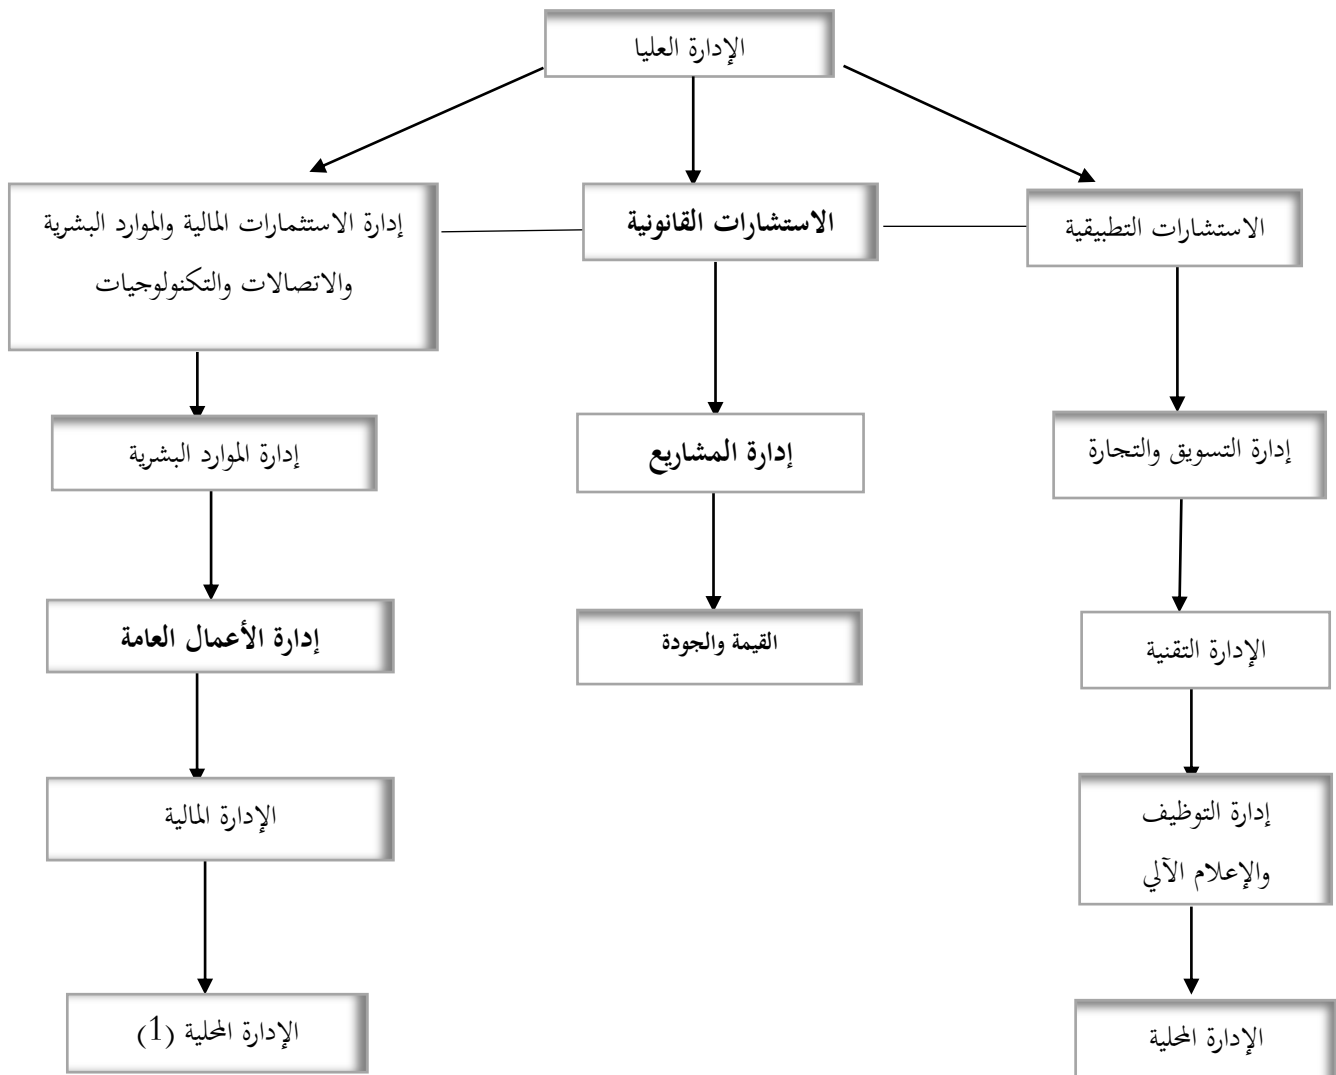 الإدارة العليا
الاستشارات التطبيقية
الاستشارات القانونية
إدارة الاستثمارات المالية والموارد البشرية
والاتصالات والتكنولوجيات
إدارة التسويق والتجارة
إدارة المشاريع
إدارة الموارد البشرية
الإدارة التقنية
القيمة والجودة
إدارة الأعمال العامة
إدارة التوظيف
والإعلام الآلي
الإدارة المالية
الإدارة المحلية
الإدارة المحلية (1)